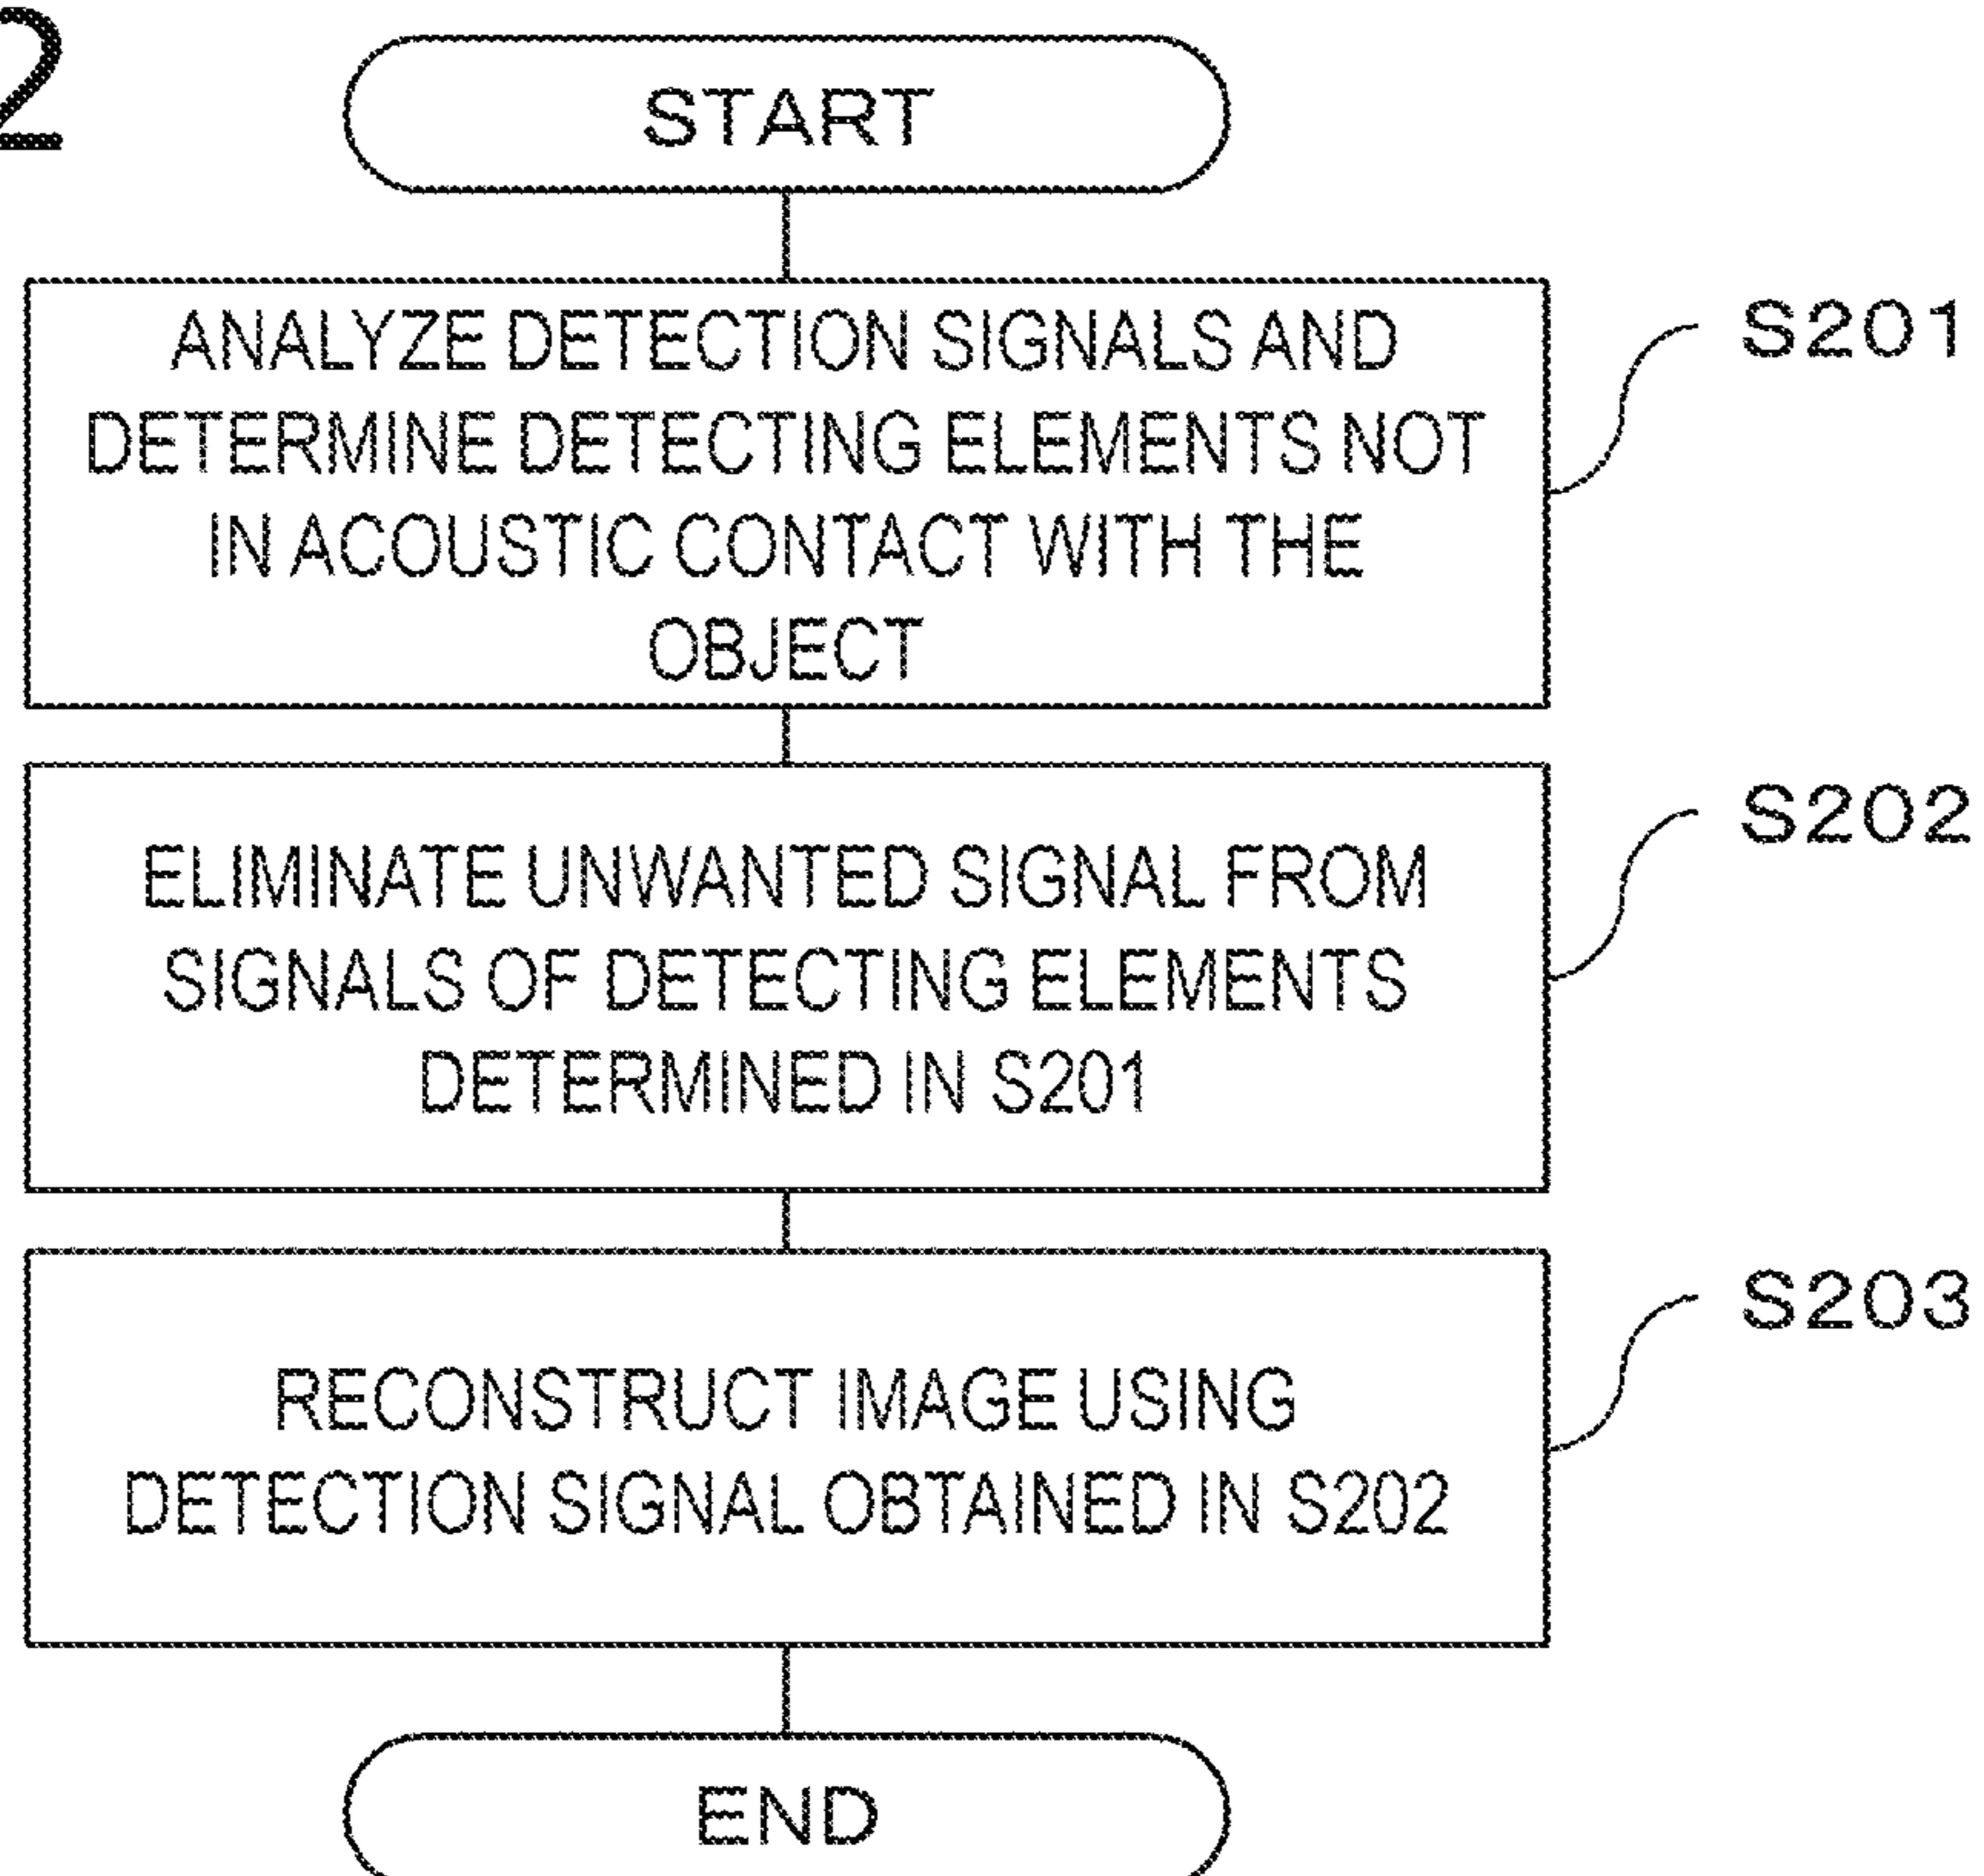 2
START
ANALYZE DETECTION SIGNALS AND
DETERMINE DETECTING ELEMENTS NOT
IN ACOUSTIC CONTACT WITH THE
OBJECT
S201
ELIMINATE UNWANTED SIGNAL FROM
SIGNALS OF DETECTING ELEMENTS
DETERMINED IN S201
S202
RECONSTRUCT IMAGE USING
DETECTION SIGNAL OBTAINED IN S202
S203
END